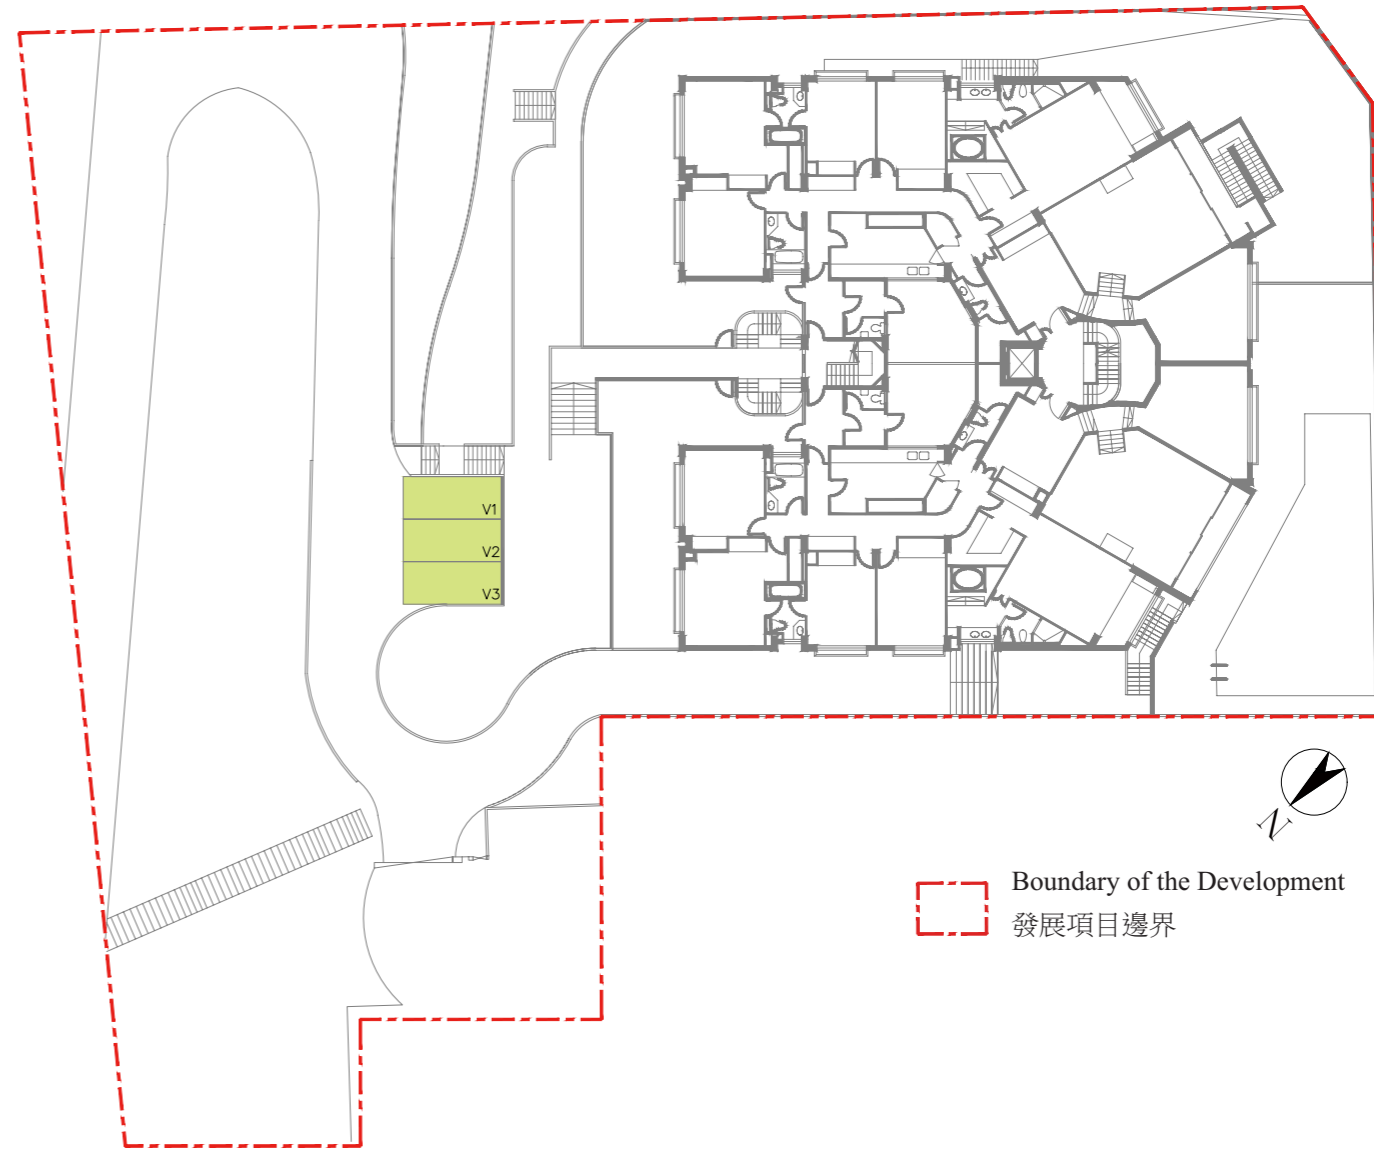 V1
V2
V3
N
Boundary of the Development
發展項目邊界